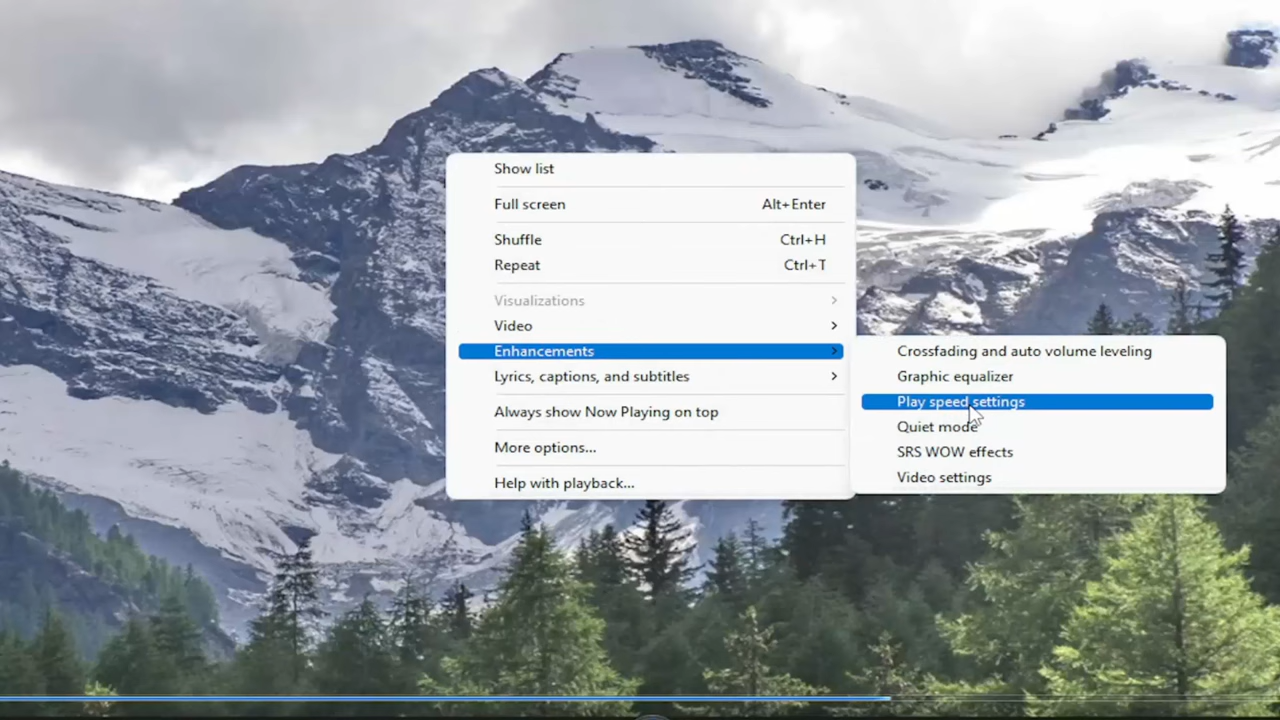 Show list
Full screen Alt+Enter
Shuffle Ctrl+H
Repeat Ctrl+T
Visualizations
Video
Enhancements
Lyrics, captions, and subtitles
Always show Now Playing on top
More options...
Help with playback...
Crossfading and auto volume leveling
Graphic equalizer
Play speed settings
Quiet mode
SRS WOW effects
Video settings